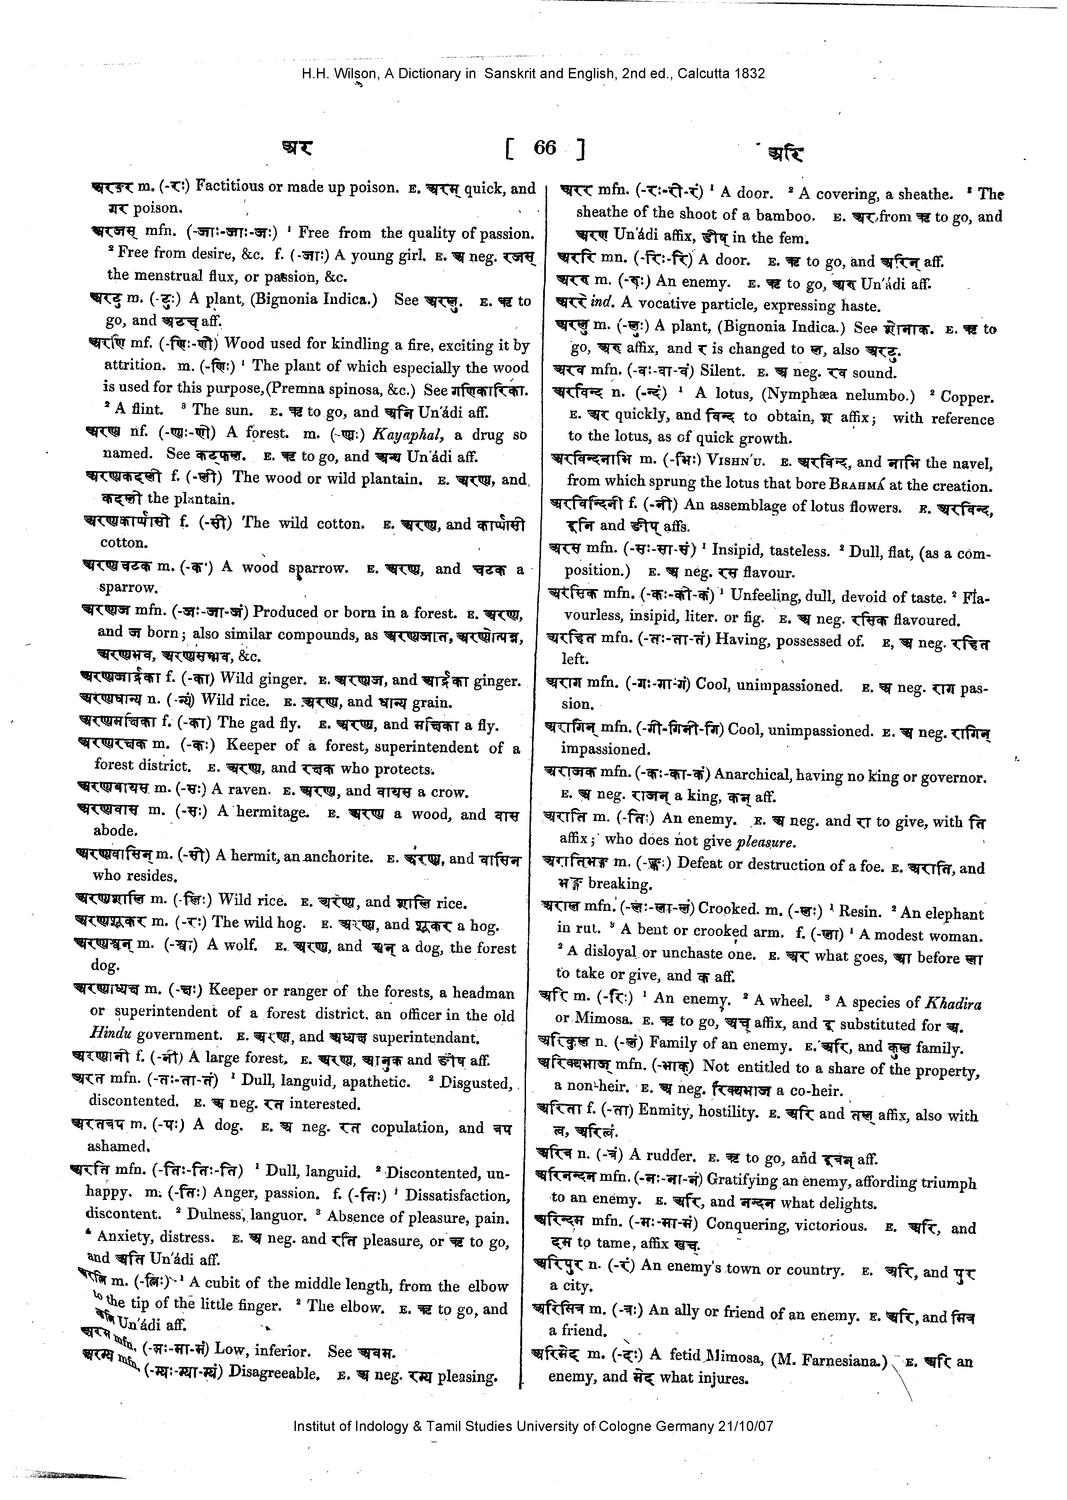 H.H. Wilson, A Dictionary in Sanskrit and English, 2nd ed., Calcutta 1832
अर [ 66 ] अरि
अरङ्गर m. (-रः) Factitious or made up poison. E. अरम् quick, and
गर poison.
अरजस् mfn. (-जाः-जाः-जः) ¹ Free from the quality of passion.
² Free from desire, &c. f. (-जा) A young girl. E. अ neg. रजस्
the menstrual flux, or passion, &c.
अरटु m. (-टुः) A plant, (Bignonia Indica.) See अरलु. E. ऋ to
go, and अटच् aff.
अरणि mf. (-णिः-णी) Wood used for kindling a fire, exciting it by
attrition. m. (-णिः) ¹ The plant of which especially the wood
is used for this purpose, (Premna spinosa, &c.) See गणिकारिका.
² A flint. ³ The sun. E. ऋ to go, and अनि Un'ádi aff.
अरण्य nf. (-ण्यः-ण्यी) A forest. m. (-ण्यः) Kayaphal, a drug so
named. See कट्फल. E. ऋ to go, and अन्य Un'ádi aff.
अरण्यकदली f. (-ली) The wood or wild plantain. E. अरण्य, and
कदली the plantain.
अरण्यकार्पासी f. (-सी) The wild cotton. E. अरण्य, and कार्पासी
cotton.
अरण्यचटक m. (-क) A wood sparrow. E. अरण्य, and चटक a
sparrow.
अरण्यज mfn. (-जः-जा-जं) Produced or born in a forest. E. अरण्य,
and ज born; also similar compounds, as अरण्यजात, अरण्योत्पन्न,
अरण्यभव, अरण्यसम्भव, &c.
अरण्यजार्द्रका f. (-का) Wild ginger. E. अरण्यज, and आर्द्रका ginger.
अरण्यधान्य n. (-न्यं) Wild rice. E. अरण्य, and धान्य grain.
अरण्यमक्षिका f. (-का) The gad fly. E. अरण्य, and मक्षिका a fly.
अरण्यरक्षक m. (-कः) Keeper of a forest, superintendent of a
forest district. E. अरण्य, and रक्षक who protects.
अरण्यवायस m. (-सः) A raven. E. अरण्य, and वायस a crow.
अरण्यवास m. (-सः) A hermitage. E. अरण्य a wood, and वास
abode.
अरण्यवासिन् m. (-सी) A hermit, an anchorite. E. अरण्य, and वासिन
who resides.
अरण्यशालि m. (-लिः) Wild rice. E. अरण्य, and शालि rice.
अरण्यशूकर m. (-रः) The wild hog. E. अरण्य, and शूकर a hog.
अरण्यश्वन् m. (-श्वा) A wolf. E. अरण्य, and श्वन् a dog, the forest
dog.
अरण्याध्यक्ष m. (-क्षः) Keeper or ranger of the forests, a headman
or superintendent of a forest district. an officer in the old
Hindu government. E. अरण्य, and अध्यक्ष superintendant.
अरण्यानी f. (-नी) A large forest. E. अरण्य, आनुक and ङीष् aff.
अरत mfn. (-तः-ता-तं) ¹ Dull, languid, apathetic. ² Disgusted,
discontented. E. अ neg. रत interested.
अरतत्रप m. (-पः) A dog. E. अ neg. रत copulation, and त्रप
ashamed.
अरति mfn. (-तिः-तिः-ति) ¹ Dull, languid. ² Discontented, un-
happy. m. (-तिः) Anger, passion. f. (-तिः) ¹ Dissatisfaction,
discontent. ² Dulness, languor. ³ Absence of pleasure, pain.
⁴ Anxiety, distress. E. अ neg. and रति pleasure, or ऋ to go,
and अति Un'ádi aff.
अरत्नि m. (-त्निः) ¹ A cubit of the middle length, from the elbow
to the tip of the little finger. ² The elbow. E. ऋ to go, and
कत्नि Un'ádi aff.
अरम mfn. (-मः-मा-मं) Low, inferior. See अवम.
अरम्य mfn. (-म्यः-म्या-म्यं) Disagreeable. E. अ neg. रम्य pleasing.
अरर mfn. (-रः-री-रं) ¹ A door. ² A covering, a sheathe. ³ The
sheathe of the shoot of a bamboo. E. अर from ऋ to go, and
अरण Un'ádi affix, ङीष् in the fem.
अररि mn. (-रिः-रि) A door. E. ऋ to go, and अरिन् aff.
अररु m. (-रुः) An enemy. E. ऋ to go, अरु Un'ádi aff.
अररे ind. A vocative particle, expressing haste.
अरलु m. (-लुः) A plant, (Bignonia Indica.) See शोनाक. E. ऋ to
go, अरु affix, and र is changed to ल, also अरटु.
अरव mfn. (-वः-वा-वं) Silent. E. अ neg. रव sound.
अरविन्द n. (-न्दं) ¹ A lotus, (Nymphæa nelumbo.) ² Copper.
E. अर quickly, and विन्द to obtain, श affix; with reference
to the lotus, as of quick growth.
अरविन्दनाभि m. (-भिः) VISHN'U. E. अरविन्द, and नाभि the navel,
from which sprung the lotus that bore BRAHMÁ at the creation.
अरविन्दिनी f. (-नी) An assemblage of lotus flowers. E. अरविन्द,
इनि and ङीप् affs.
अरस mfn. (-सः-सा-सं) ¹ Insipid, tasteless. ² Dull, flat, (as a com-
position.) E. अ neg. रस flavour.
अरसिक mfn. (-कः-की-कं) ¹ Unfeeling, dull, devoid of taste. ² Fla-
vourless, insipid, liter. or fig. E. अ neg. रसिक flavoured.
अरहित mfn. (-तः-ता-तं) Having, possessed of. E, अ neg. रहित
left.
अराग mfn. (-गः-गा-गं) Cool, unimpassioned. E. अ neg. राग pas-
sion.
अरागिन् mfn. (-गी-गिनी-गि) Cool, unimpassioned. E. अ neg. रागिन्
impassioned.
अराजक mfn. (-कः-का-कं) Anarchical, having no king or governor.
E. अ neg. राजन् a king, कन् aff.
अराति m. (-तिः) An enemy. E. अ neg. and रा to give, with ति
affix; who does not give pleasure.
अरातिभङ्ग m. (-ङ्गः) Defeat or destruction of a foe. E. अराति, and
भङ्ग breaking.
अराल mfn. (-लः-ला-लं) Crooked. m. (-लः) ¹ Resin. ² An elephant
in rut. ³ A bent or crooked arm. f. (-ला) ¹ A modest woman.
² A disloyal or unchaste one. E. अर what goes, आ before ला
to take or give, and क aff.
अरि m. (-रिः) ¹ An enemy. ² A wheel. ³ A species of Khadira
or Mimosa. E. ऋ to go, अच् affix, and इ substituted for अ.
अरिकुल n. (-लं) Family of an enemy. E. अरि, and कुल family.
अरिक्थभाज् mfn. (-भाक्) Not entitled to a share of the property,
a non-heir. E. अ neg. रिक्थभाज a co-heir.
अरिता f. (-ता) Enmity, hostility. E. अरि and तल् affix, also with
त्व, अरित्वं.
अरित्र n. (-त्रं) A rudder. E. ऋ to go, and इत्रन् aff.
अरिनन्दन mfn. (-नः-ना-नं) Gratifying an enemy, affording triumph
to an enemy. E. अरि, and नन्दन what delights.
अरिन्दम mfn. (-मः-मा-मं) Conquering, victorious. E. अरि, and
दम to tame, affix खच्.
अरिपुर n. (-रं) An enemy's town or country. E. अरि, and पुर
a city.
अरिमित्र m. (-त्रः) An ally or friend of an enemy. E. अरि, and मित्र
a friend.
अरिमेद m. (-दः) A fetid Mimosa, (M. Farnesiana.) E. अरि an
enemy, and मेद what injures.
Institut of Indology & Tamil Studies University of Cologne Germany 21/10/07